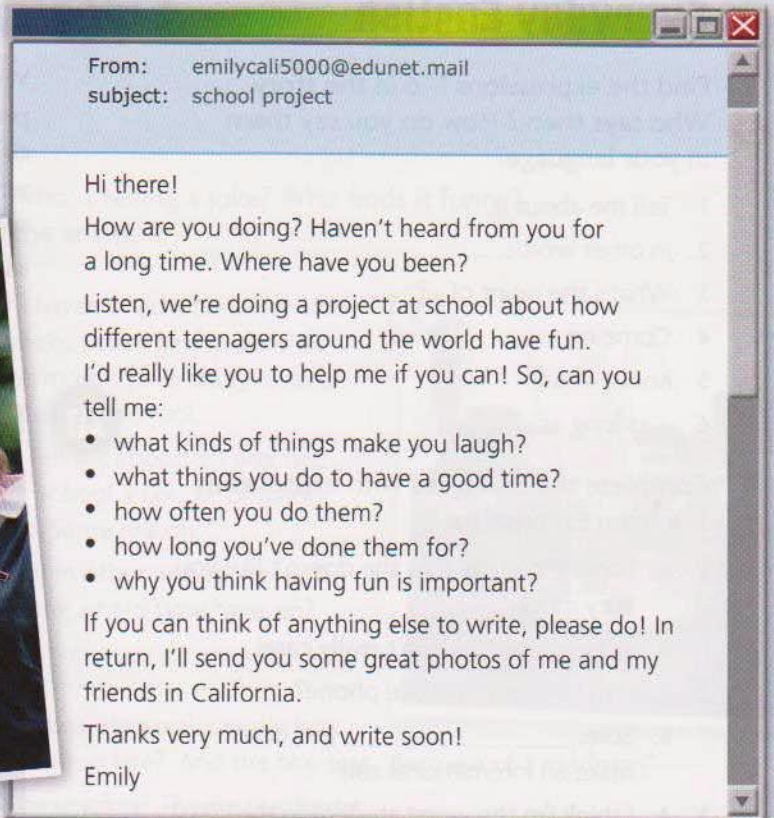 From: emilycali5000@edunet.mail
subject: school project
Hi there!
How are you doing? Haven't heard from you for
a long time. Where have you been?
Listen, we're doing a project at school about how
different teenagers around the world have fun.
I'd really like you to help me if you can! So, can you
tell me:
• what kinds of things make you laugh?
• what things you do to have a good time?
• how often you do them?
• how long you've done them for?
• why you think having fun is important?
If you can think of anything else to write, please do! In
return, I'll send you some great photos of me and my
friends in California.
Thanks very much, and write soon!
Emily